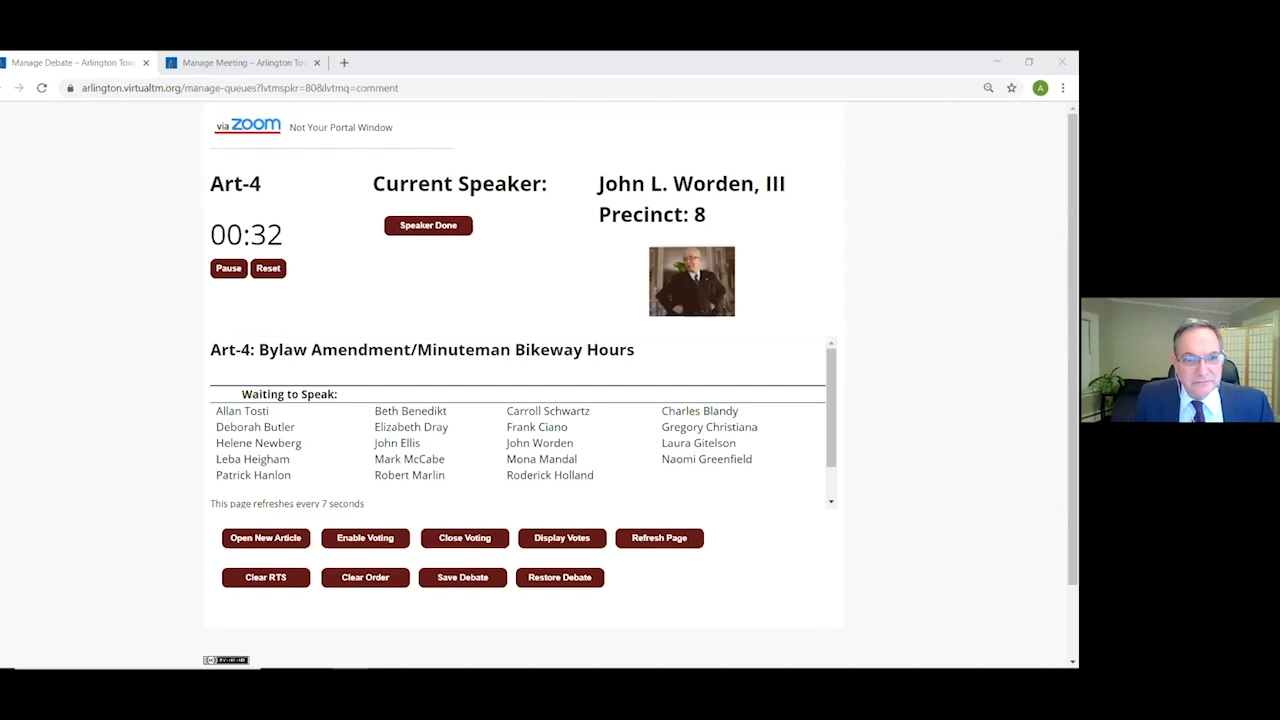 Manage Debate – Arlington Tow
Manage Meeting – Arlington Tov
arlington.virtualtm.org/manage-queues?lvtmspkr=80&lvtmq=comment
A
via zoom Not Your Portal Window
Art-4 Current Speaker: John L. Worden, III
Precinct: 8
Speaker Done
00:32
Pause Reset
Art-4: Bylaw Amendment/Minuteman Bikeway Hours
Waiting to Speak:
Allan Tosti Beth Benedikt Carroll Schwartz Charles Blandy
Deborah Butler Elizabeth Dray Frank Ciano Gregory Christiana
Helene Newberg John Ellis John Worden Laura Gitelson
Leba Heigham Mark McCabe Mona Mandal Naomi Greenfield
Patrick Hanlon Robert Marlin Roderick Holland
This page refreshes every 7 seconds
Open New Article Enable Voting Close Voting Display Votes Refresh Page
Clear RTS Clear Order Save Debate Restore Debate